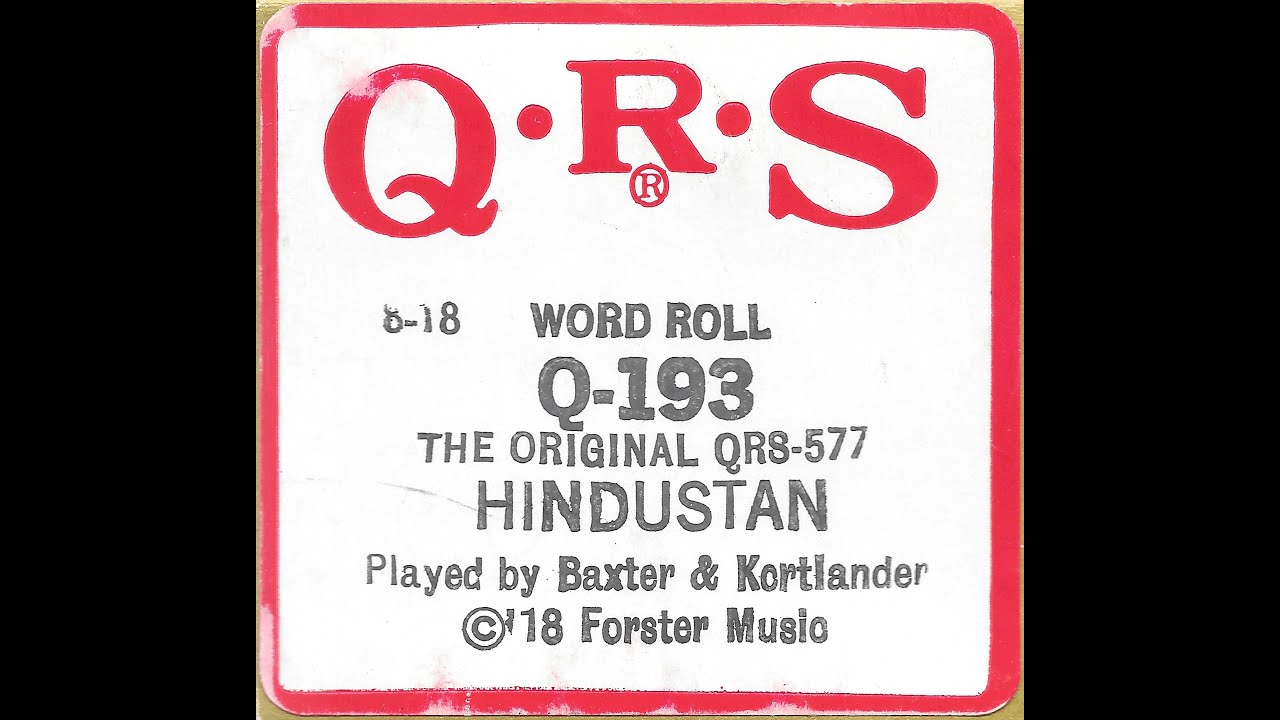 Q·R·S
®
8-18 WORD ROLL
Q-193
THE ORIGINAL QRS-577
HINDUSTAN
Played by Baxter & Kortlander
©'18 Forster Music